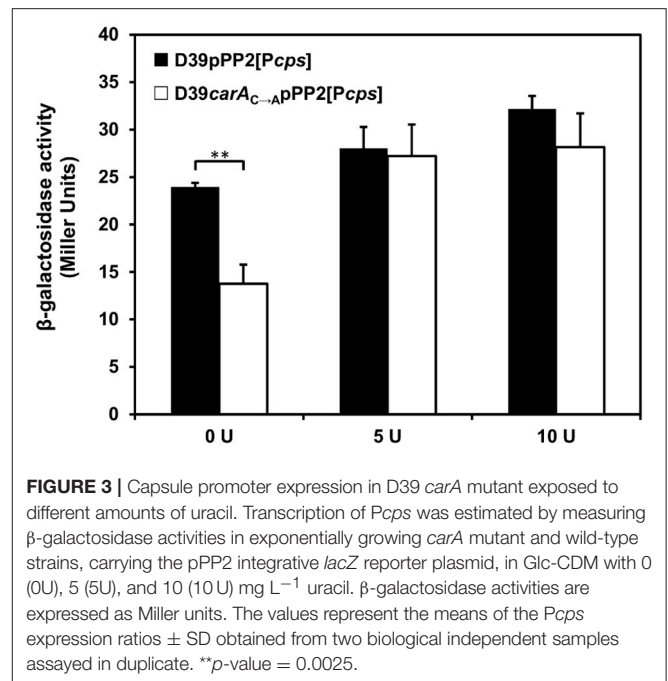 40
35
30
25
20
15
10
5
0
β-galactosidase activity
(Miller Units)
D39pPP2[Pcps]
D39carAC→ApPP2[Pcps]
**
0 U
5 U
10 U
FIGURE 3 | Capsule promoter expression in D39 carA mutant exposed to
different amounts of uracil. Transcription of Pcps was estimated by measuring
β-galactosidase activities in exponentially growing carA mutant and wild-type
strains, carrying the pPP2 integrative lacZ reporter plasmid, in Glc-CDM with 0
(0U), 5 (5U), and 10 (10 U) mg L−1 uracil. β-galactosidase activities are
expressed as Miller units. The values represent the means of the Pcps
expression ratios ± SD obtained from two biological independent samples
assayed in duplicate. **p-value = 0.0025.